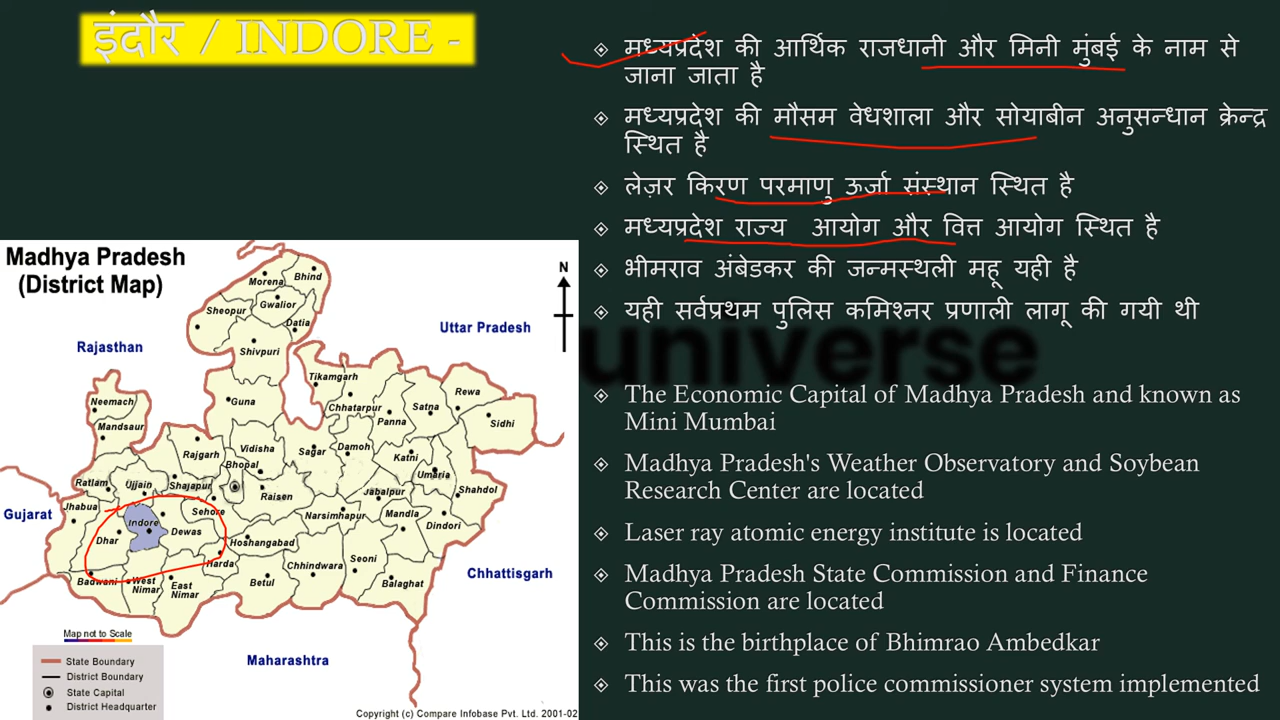 इंदौर / INDORE -
मध्यप्रदेश की आर्थिक राजधानी और मिनी मुंबई के नाम से
जाना जाता है
मध्यप्रदेश की मौसम वेधशाला और सोयाबीन अनुसन्धान क्रेन्द्र
स्थित है
लेज़र किरण परमाणु ऊर्जा संस्थान स्थित है
मध्यप्रदेश राज्य आयोग और वित्त आयोग स्थित है
भीमराव अंबेडकर की जन्मस्थली महू यही है
यही सर्वप्रथम पुलिस कमिश्नर प्रणाली लागू की गयी थी
universe
The Economic Capital of Madhya Pradesh and known as
Mini Mumbai
Madhya Pradesh's Weather Observatory and Soybean
Research Center are located
Laser ray atomic energy institute is located
Madhya Pradesh State Commission and Finance
Commission are located
This is the birthplace of Bhimrao Ambedkar
This was the first police commissioner system implemented
Madhya Pradesh
(District Map)
N
Uttar Pradesh
Rajasthan
Gujarat
Chhattisgarh
Maharashtra
Morena
Bhind
Gwalior
Sheopur
Datia
Shivpuri
Tikamgarh
Chhatarpur
Rewa
Satna
Panna
Sidhi
Neemach
Mandsaur
Guna
Vidisha
Sagar
Damoh
Katni
Umaria
Shahdol
Rajgarh
Bhopal
Ratlam
Ujjain
Shajapur
Raisen
Jabalpur
Jhabua
Sehore
Narsimhapur
Mandla
Dindori
Indore
Dhar
Dewas
Hoshangabad
Seoni
Harda
Chhindwara
Badwani
West
Nimar
East
Nimar
Betul
Balaghat
Map not to Scale
State Boundary
District Boundary
State Capital
District Headquarter
Copyright (c) Compare Infobase Pvt. Ltd. 2001-02